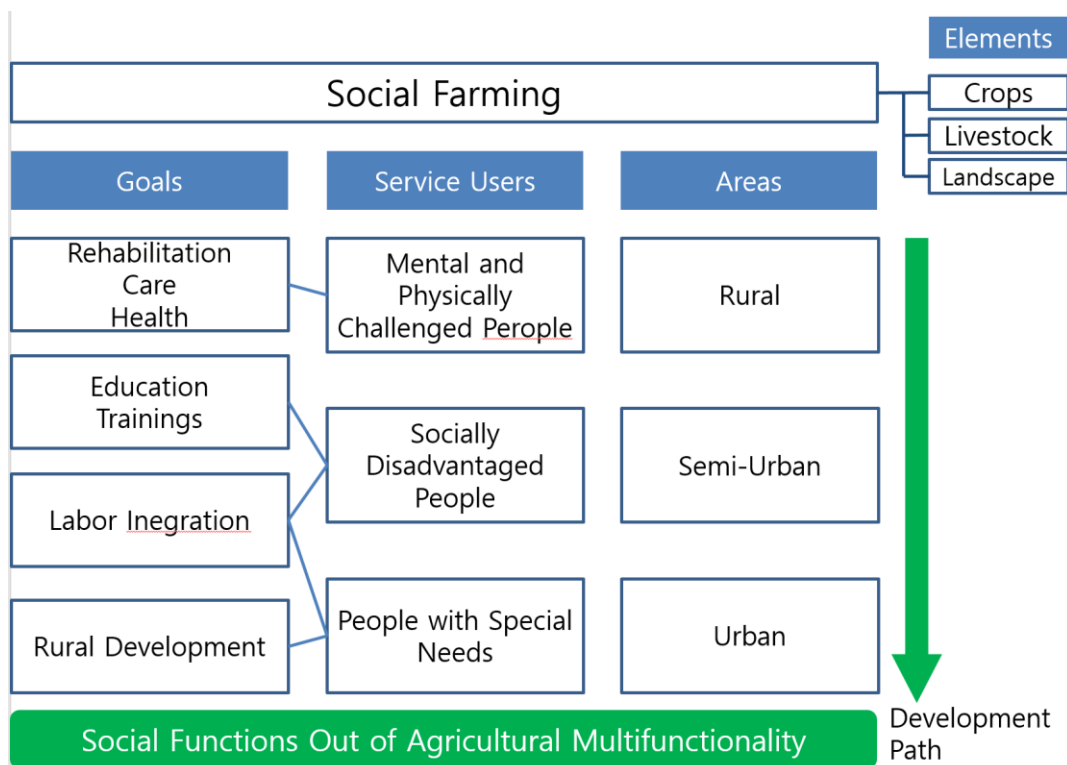 Elements
Social Farming
Crops
Livestock
Landscape
Goals
Service Users
Areas
Rehabilitation
Care
Health
Mental and
Physically
Challenged Perople
Rural
Education
Trainings
Socially
Disadvantaged
People
Semi-Urban
Labor Inegration
Rural Development
People with Special
Needs
Urban
Social Functions Out of Agricultural Multifunctionality
Development
Path